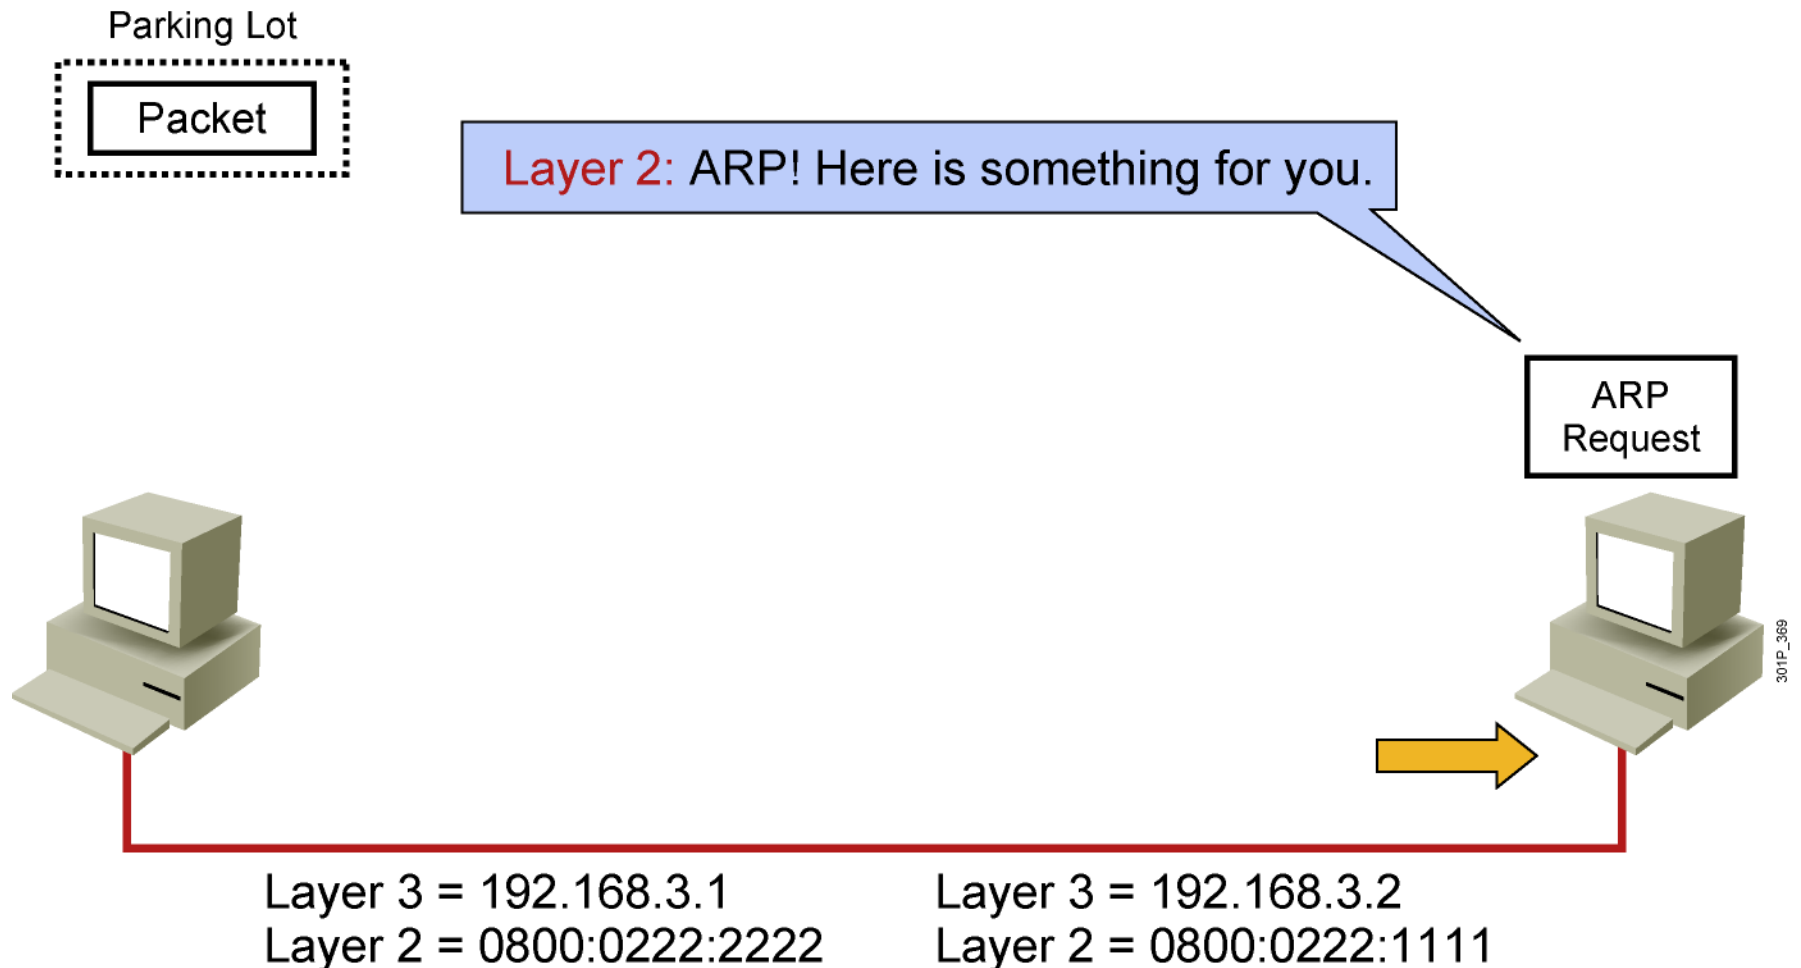 Parking Lot
Packet
Layer 2: ARP! Here is something for you.
ARP
Request
301P_369
Layer 3 = 192.168.3.1
Layer 2 = 0800:0222:2222
Layer 3 = 192.168.3.2
Layer 2 = 0800:0222:1111